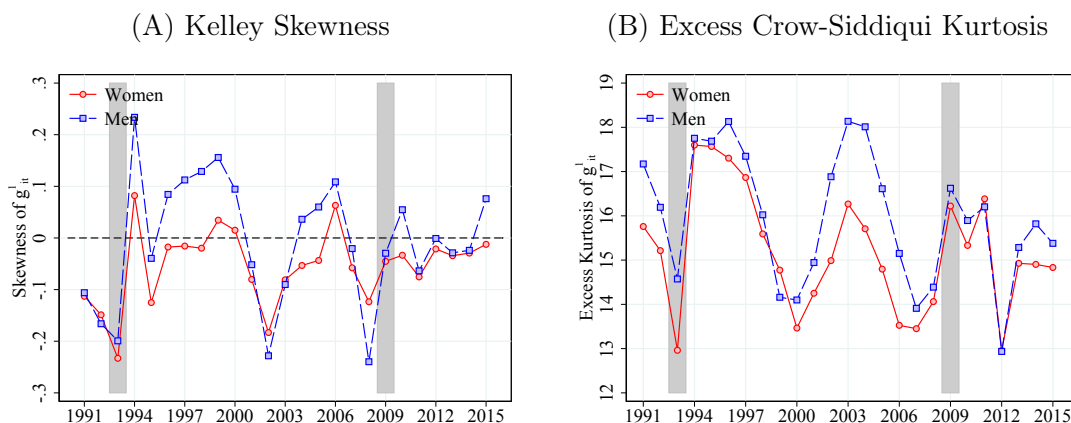 (A) Kelley Skewness
Skewness of g¹ᵢₜ
.3
.2
.1
0
-.1
-.2
-.3
Women
Men
1991 1994 1997 2000 2003 2006 2009 2012 2015
(B) Excess Crow-Siddiqui Kurtosis
Excess Kurtosis of g¹ᵢₜ
19
18
17
16
15
14
13
12
Women
Men
1991 1994 1997 2000 2003 2006 2009 2012 2015